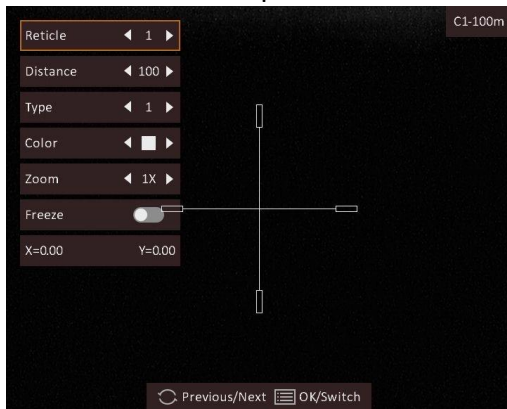 C1-100m
Reticle 1
Distance 100
Type 1
Color
Zoom 1X
Freeze
X=0.00 Y=0.00
Previous/Next OK/Switch